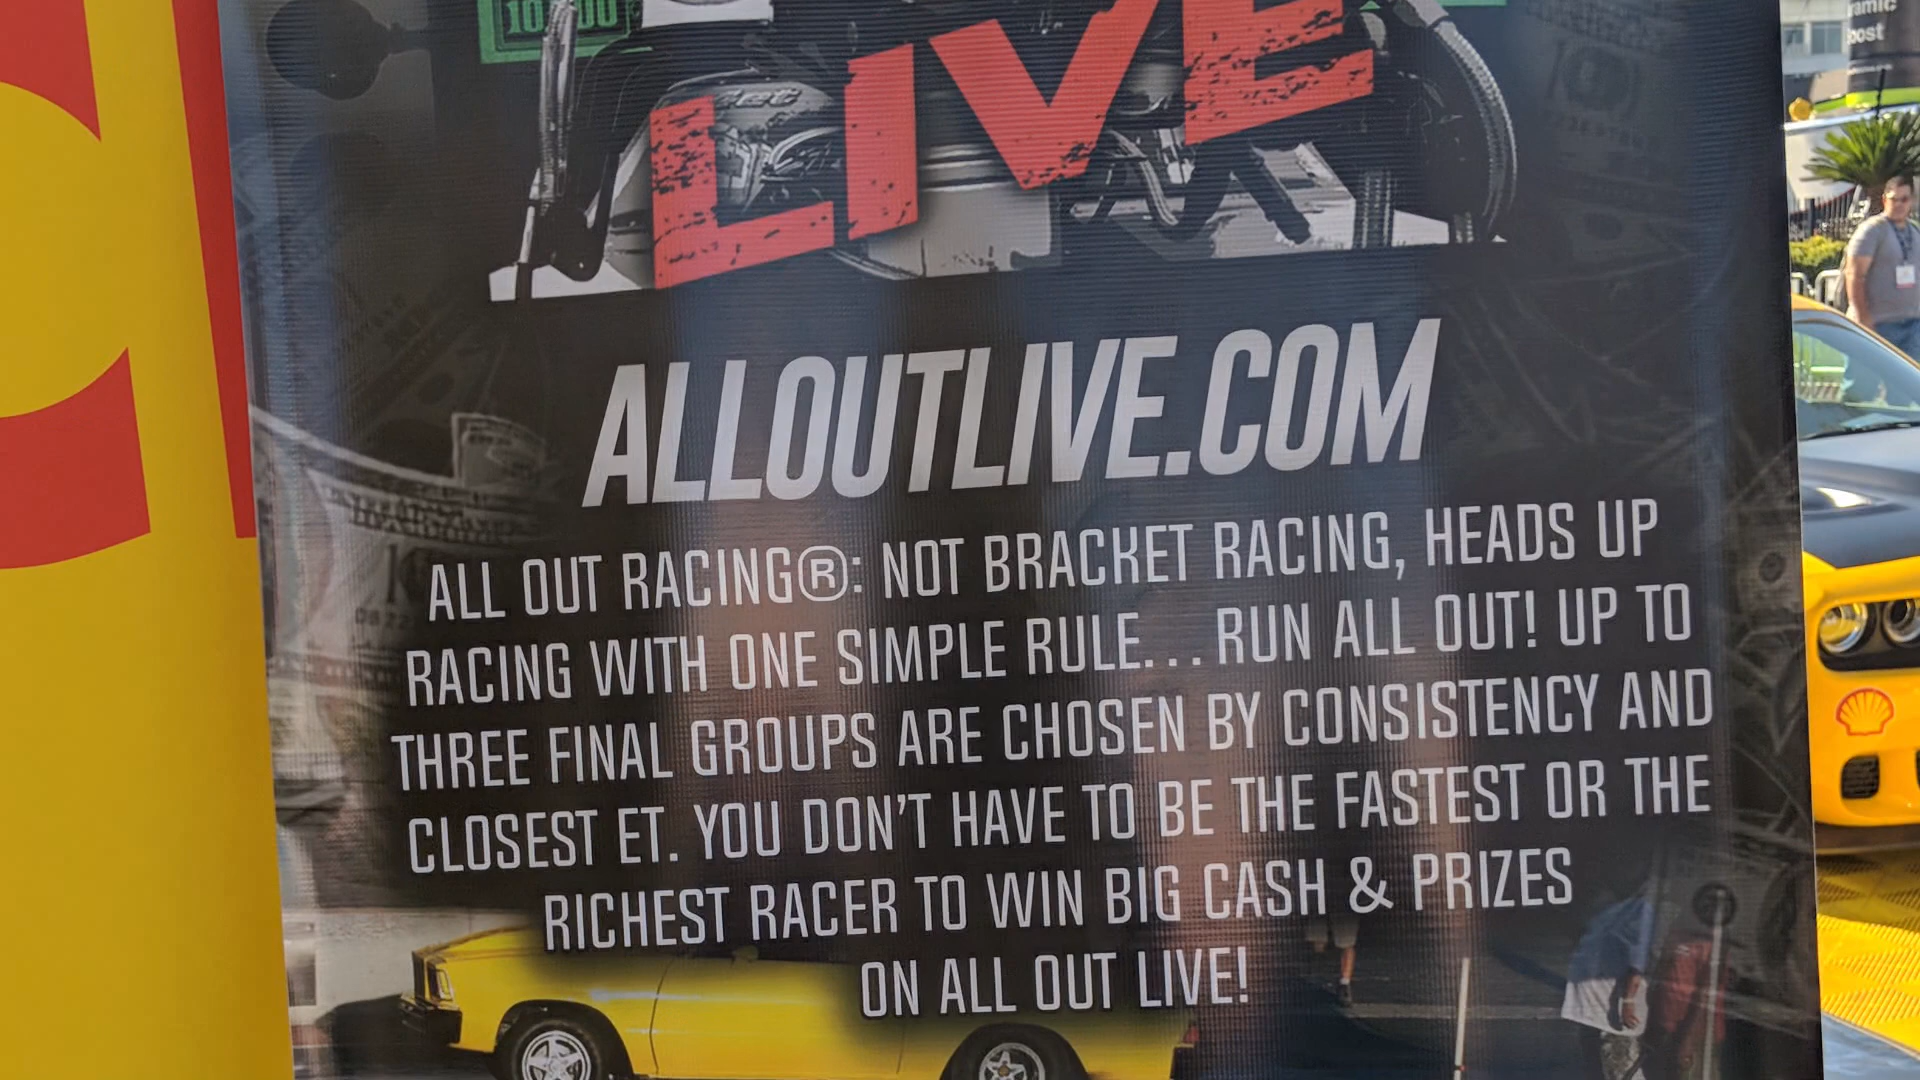 LIVE
ALLOUTLIVE.COM
ALL OUT RACING®: NOT BRACKET RACING, HEADS UP
RACING WITH ONE SIMPLE RULE... RUN ALL OUT! UP TO
THREE FINAL GROUPS ARE CHOSEN BY CONSISTENCY AND
CLOSEST ET. YOU DON'T HAVE TO BE THE FASTEST OR THE
RICHEST RACER TO WIN BIG CASH & PRIZES
ON ALL OUT LIVE!